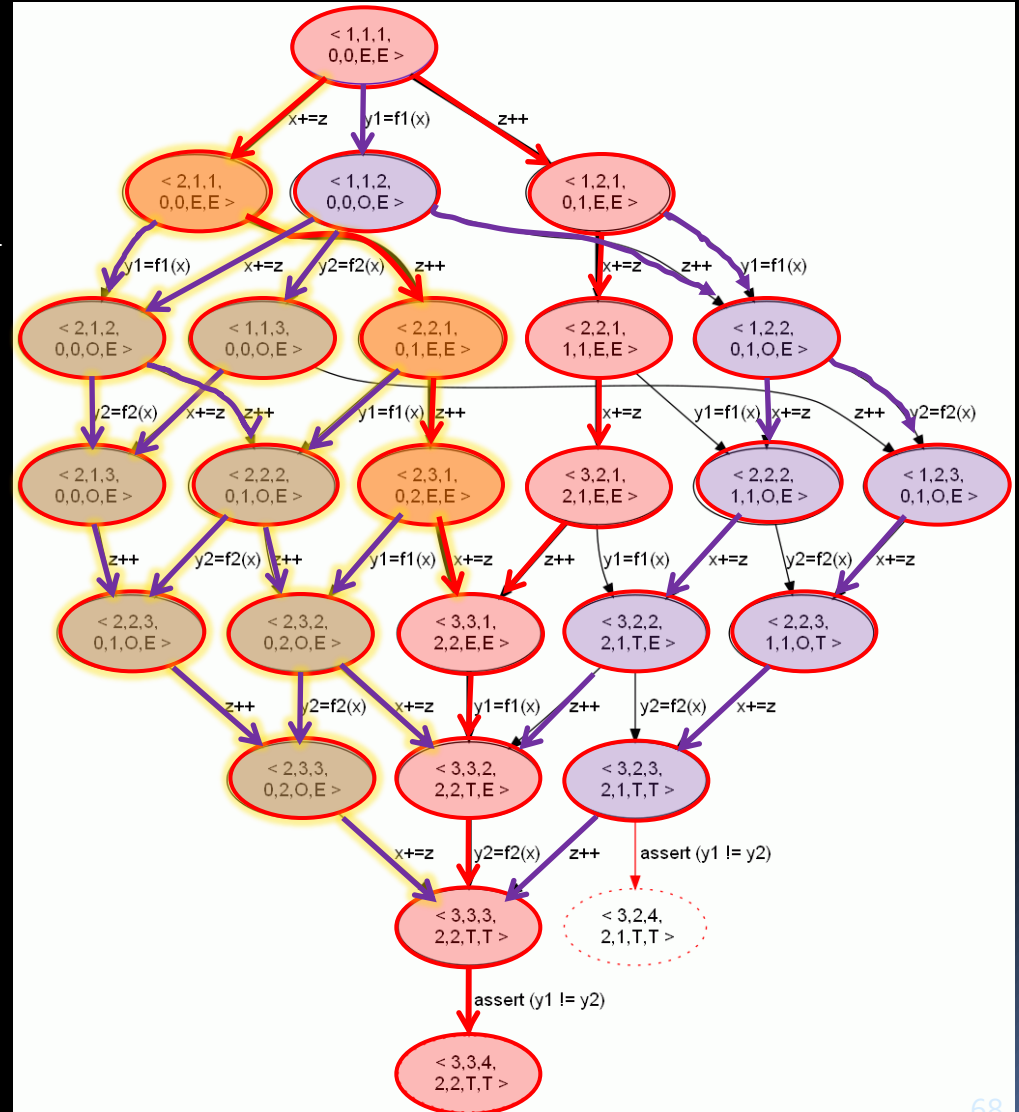 < 1,1,1,
0,0,E,E >
x+=z
y1=f1(x)
z++
< 2,1,1,
0,0,E,E >
< 1,1,2,
0,0,O,E >
< 1,2,1,
0,1,E,E >
y1=f1(x)
x+=z
y2=f2(x)
z++
x+=z
z++
y1=f1(x)
< 2,1,2,
0,0,O,E >
< 1,1,3,
0,0,O,E >
< 2,2,1,
0,1,E,E >
< 2,2,1,
1,1,E,E >
< 1,2,2,
0,1,O,E >
y2=f2(x)
x+=z
z++
y1=f1(x)
z++
x+=z
y1=f1(x)
x+=z
z++
y2=f2(x)
< 2,1,3,
0,0,O,E >
< 2,2,2,
0,1,O,E >
< 2,3,1,
0,2,E,E >
< 3,2,1,
2,1,E,E >
< 2,2,2,
1,1,O,E >
< 1,2,3,
0,1,O,E >
z++
y2=f2(x)
z++
y1=f1(x)
x+=z
z++
y1=f1(x)
x+=z
y2=f2(x)
x+=z
< 2,2,3,
0,1,O,E >
< 2,3,2,
0,2,O,E >
< 3,3,1,
2,2,E,E >
< 3,2,2,
2,1,T,E >
< 2,2,3,
1,1,O,T >
z++
y2=f2(x)
x+=z
y1=f1(x)
z++
y2=f2(x)
x+=z
< 2,3,3,
0,2,O,E >
< 3,3,2,
2,2,T,E >
< 3,2,3,
2,1,T,T >
x+=z
y2=f2(x)
z++
assert (y1 != y2)
< 3,3,3,
2,2,T,T >
< 3,2,4,
2,1,T,T >
assert (y1 != y2)
< 3,3,4,
2,2,T,T >
68